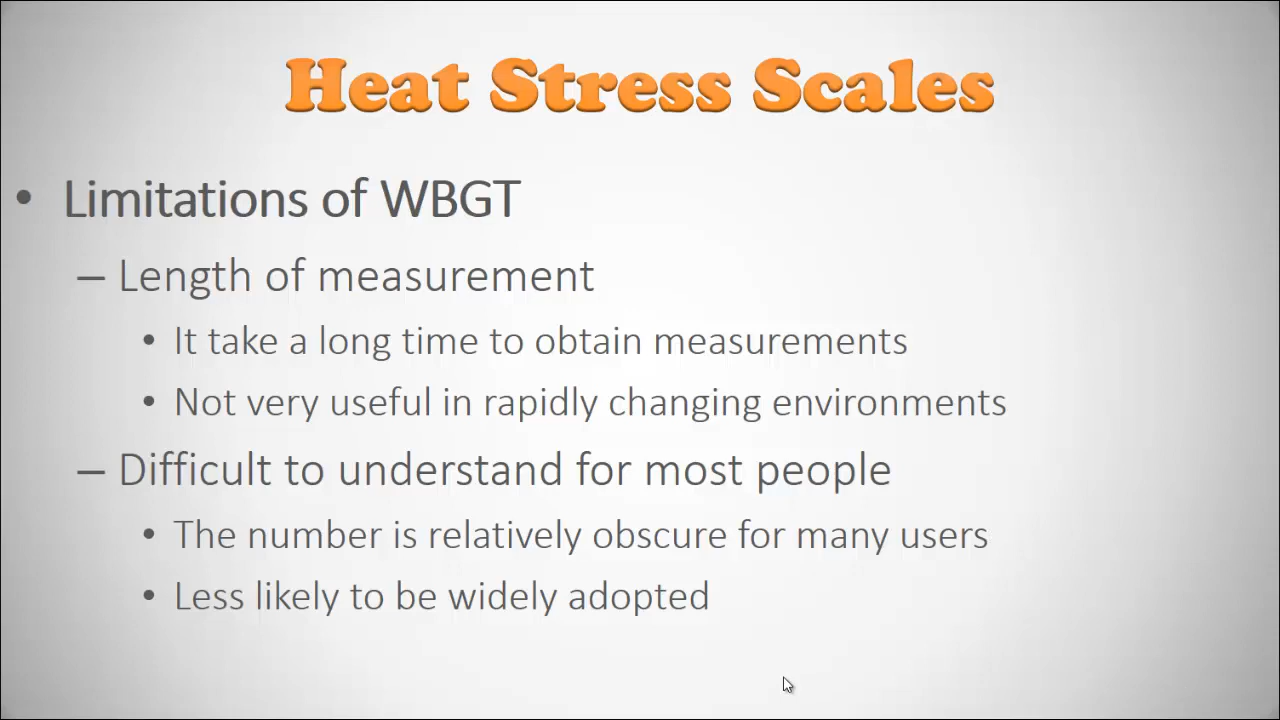 Heat Stress Scales
• Limitations of WBGT
– Length of measurement
• It take a long time to obtain measurements
• Not very useful in rapidly changing environments
– Difficult to understand for most people
• The number is relatively obscure for many users
• Less likely to be widely adopted